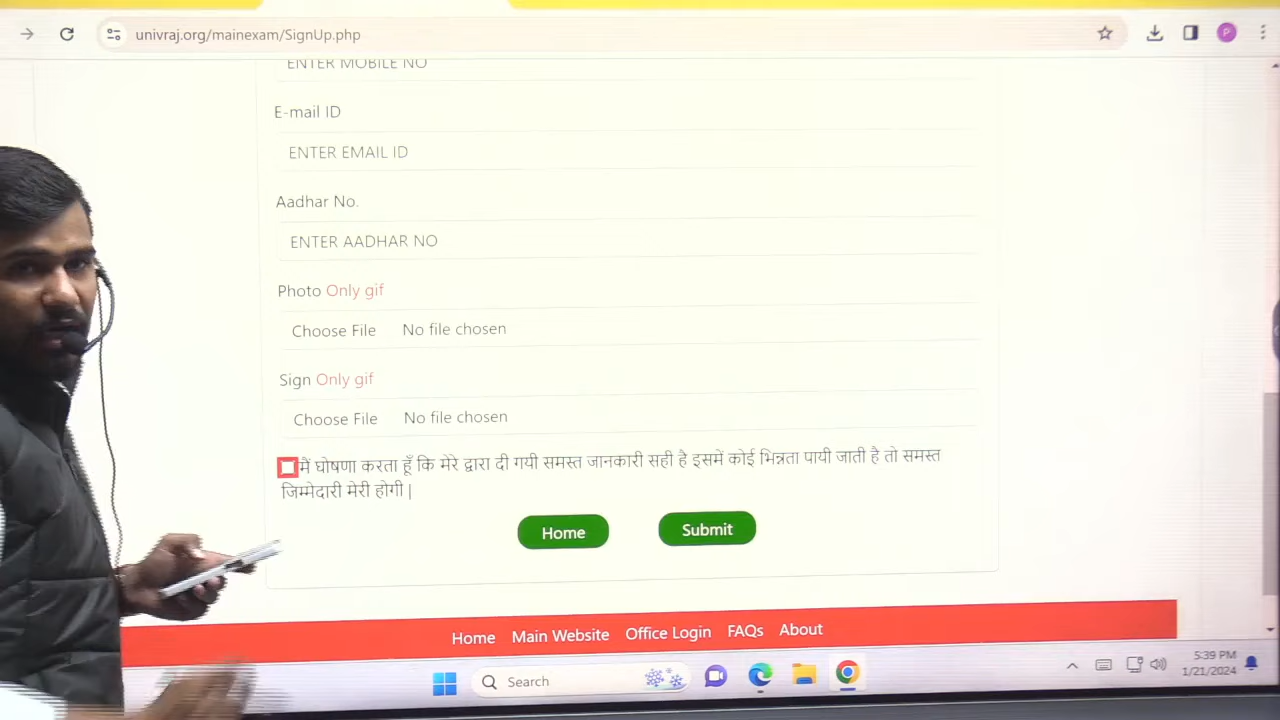 univraj.org/mainexam/SignUp.php
P
ENTER MOBILE NO
E-mail ID
ENTER EMAIL ID
Aadhar No.
ENTER AADHAR NO
Photo Only gif
Choose File No file chosen
Sign Only gif
Choose File No file chosen
में घोषणा करता हूँ कि मेरे द्वारा दी गयी समस्त जानकारी सही है इसमें कोई भिन्नता पायी जाती है तो समस्त
जिम्मेदारी मेरी होगी |
Home Submit
Home Main Website Office Login FAQs About
Search
5:39 PM
1/21/2024